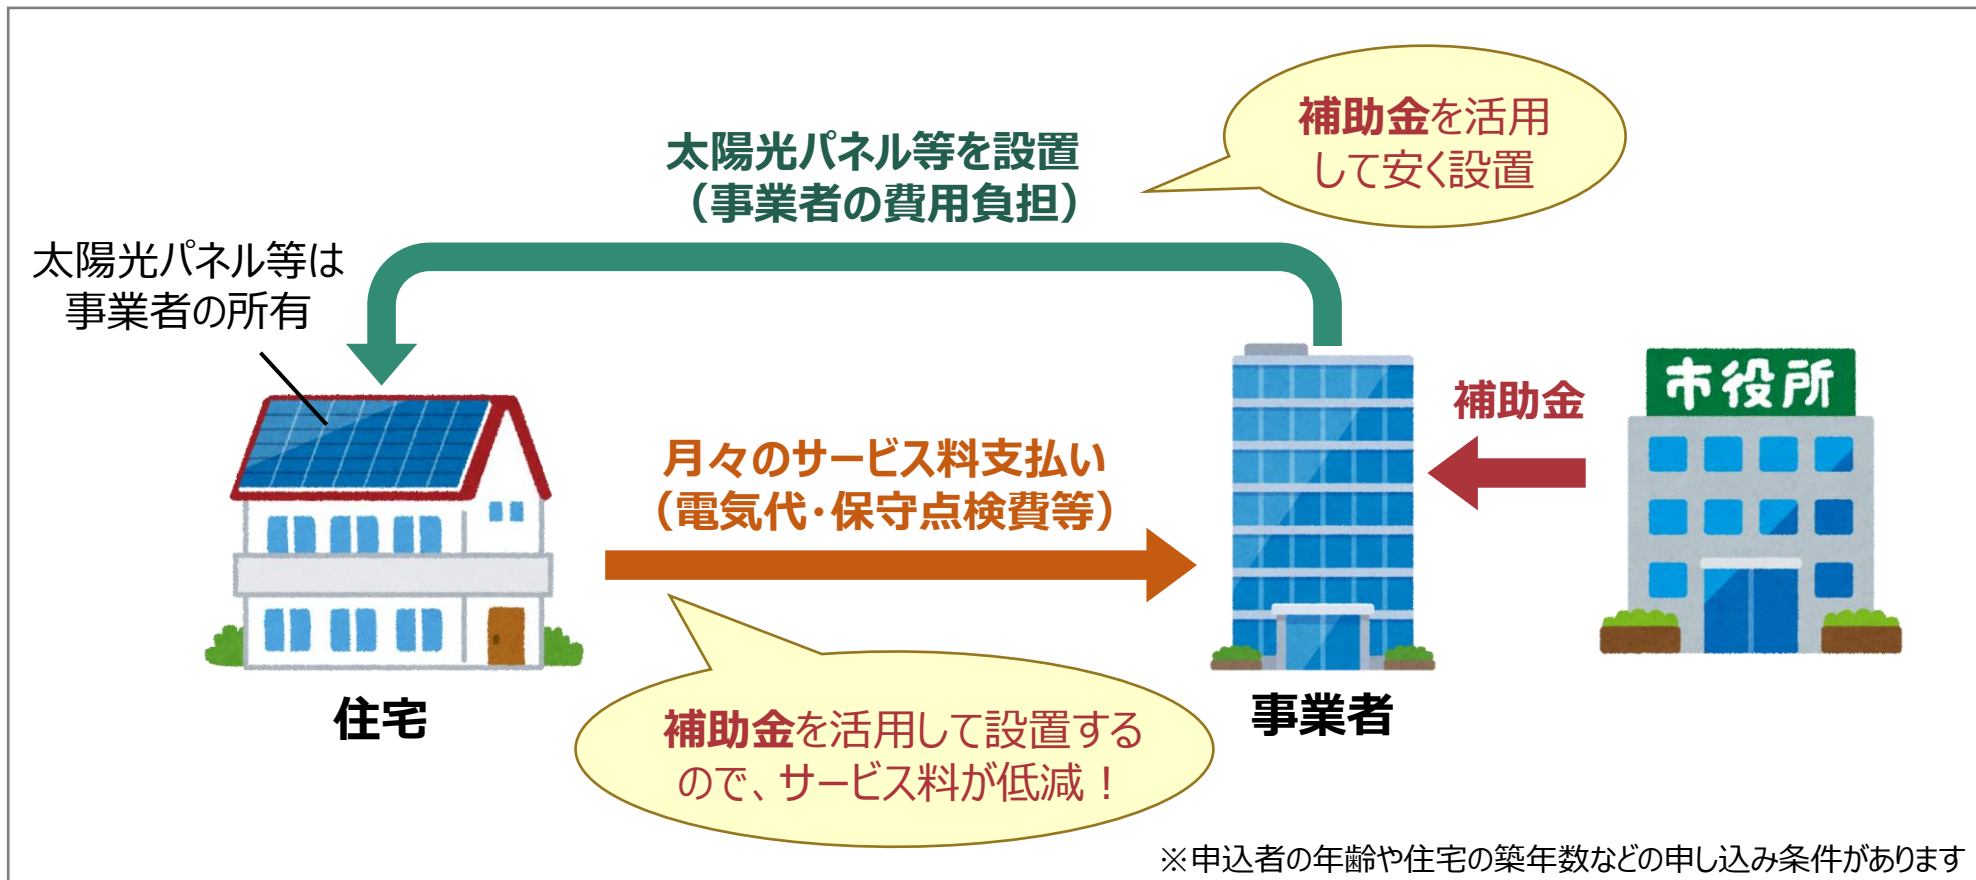 補助金を活用
して安く設置
太陽光パネル等を設置
（事業者の費用負担）
太陽光パネル等は
事業者の所有
市役所
補助金
月々のサービス料支払い
（電気代・保守点検費等）
住宅
事業者
補助金を活用して設置する
ので、サービス料が低減！
※申込者の年齢や住宅の築年数などの申し込み条件があります